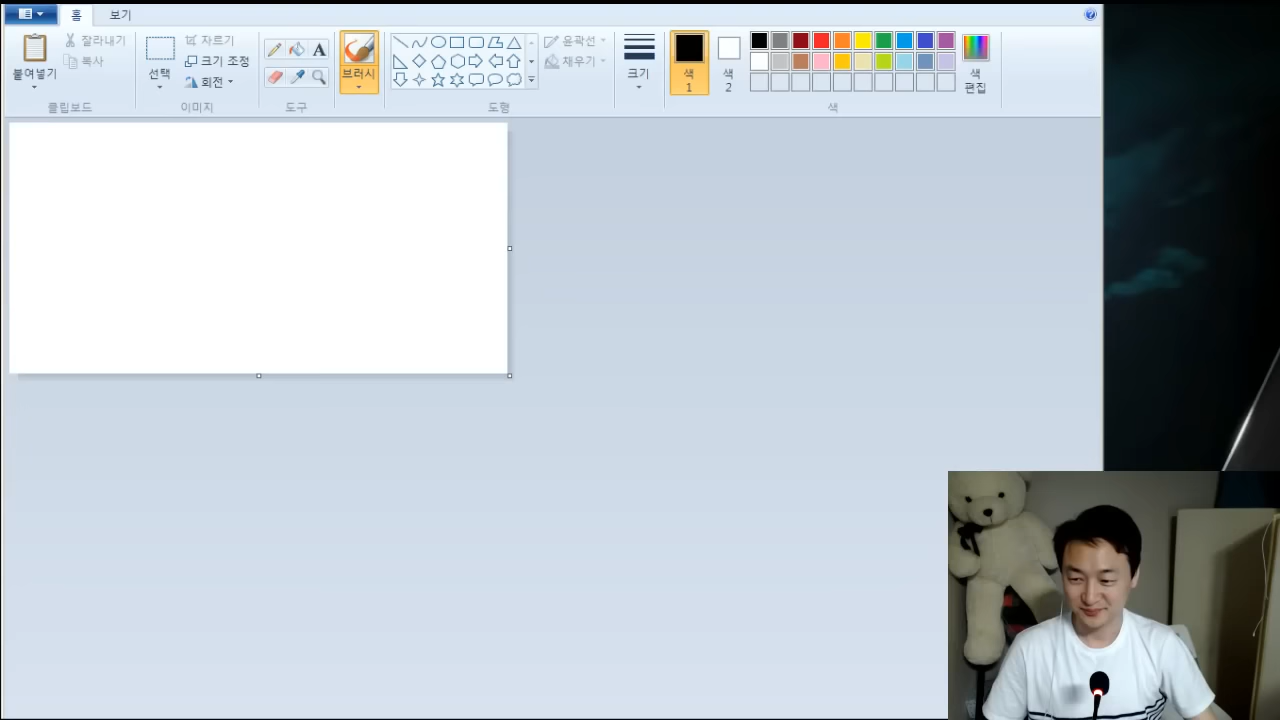 홈 보기
붙여넣기
잘라내기
복사
클립보드
선택
자르기
크기 조정
회전
이미지
A
도구
브러시
윤곽선
채우기
도형
크기
색
1
색
2
색
편집
색